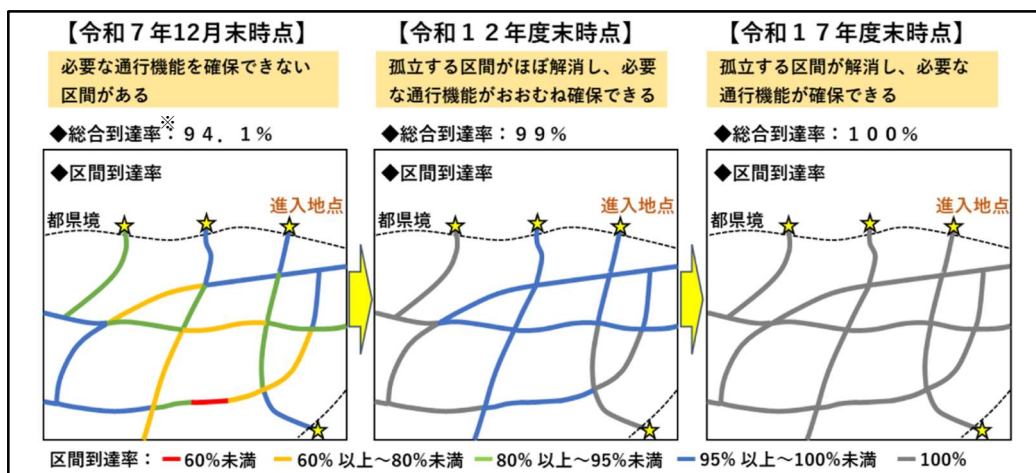 【令和７年12月末時点】
必要な通行機能を確保できない
区間がある
◆総合到達率※：９４．１%
◆区間到達率
都県境
進入地点
【令和１２年度末時点】
孤立する区間がほぼ解消し、必要
な通行機能がおおむね確保できる
◆総合到達率：９９%
◆区間到達率
都県境
進入地点
【令和１７年度末時点】
孤立する区間が解消し、必要な
通行機能が確保できる
◆総合到達率：１００%
◆区間到達率
都県境
進入地点
区間到達率： 60%未満 60% 以上～80%未満 80% 以上～95%未満 95% 以上～100%未満 100%